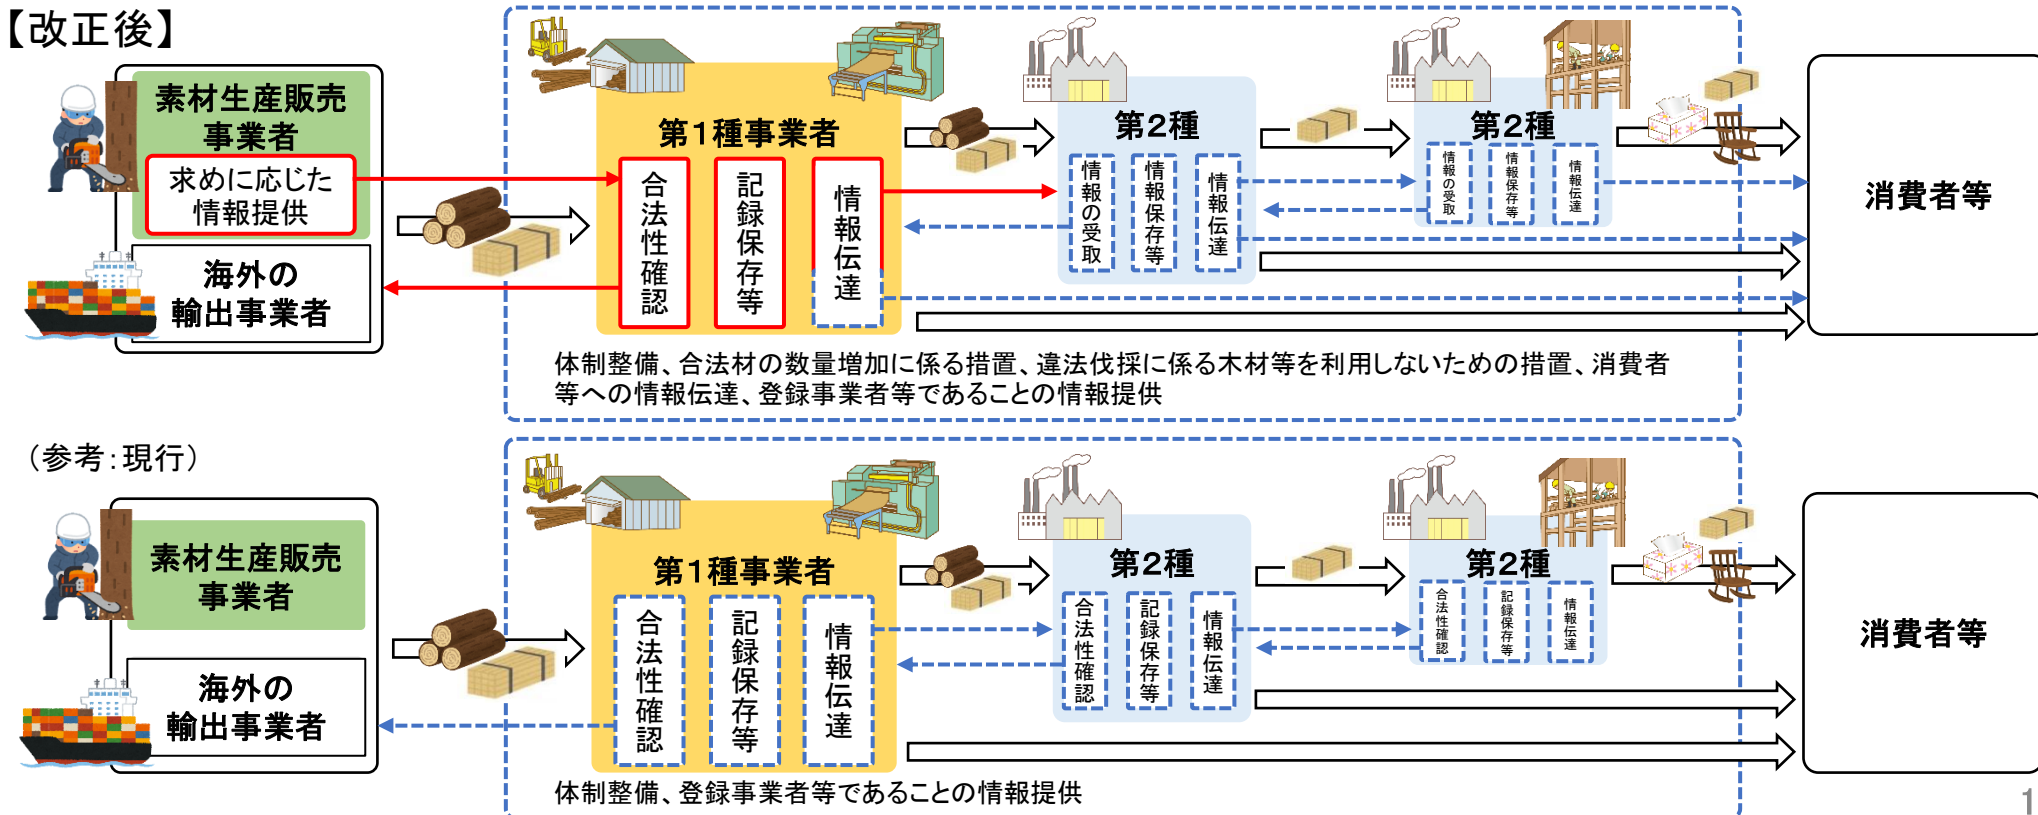 【改正後】
素材生産販売
事業者
求めに応じた
情報提供
海外の
輸出事業者
第1種事業者
合法性確認
記録保存等
情報伝達
第2種
情報の受取
情報保存等
情報伝達
第2種
情報の受取
情報保存等
情報伝達
消費者等
体制整備、合法材の数量増加に係る措置、違法伐採に係る木材等を利用しないための措置、消費者
等への情報伝達、登録事業者等であることの情報提供
（参考：現行）
素材生産販売
事業者
海外の
輸出事業者
第1種事業者
合法性確認
記録保存等
情報伝達
第2種
合法性確認
記録保存等
情報伝達
第2種
合法性確認
記録保存等
情報伝達
消費者等
体制整備、登録事業者等であることの情報提供
1